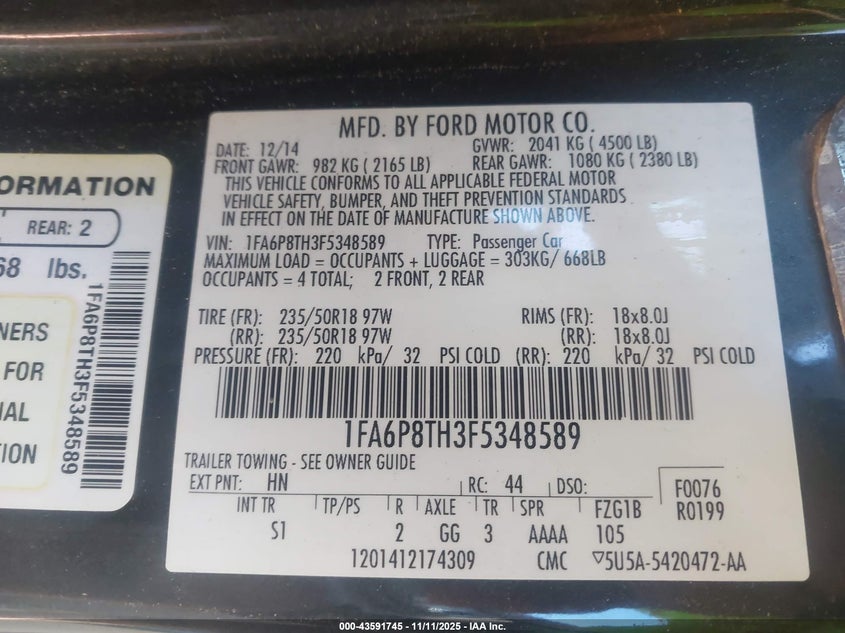 ORMATION
REAR: 2
68 lbs.
NERS
FOR
IAL
OF
1FA6P8TH3F5348589
MFD. BY FORD MOTOR CO.
DATE: 12/14 GVWR: 2041 KG ( 4500 LB)
FRONT GAWR: 982 KG ( 2165 LB) REAR GAWR: 1080 KG ( 2380 LB)
THIS VEHICLE CONFORMS TO ALL APPLICABLE FEDERAL MOTOR
VEHICLE SAFETY, BUMPER, AND THEFT PREVENTION STANDARDS
IN EFFECT ON THE DATE OF MANUFACTURE SHOWN ABOVE.
VIN: 1FA6P8TH3F5348589 TYPE: Passenger Car
MAXIMUM LOAD = OCCUPANTS + LUGGAGE = 303KG/ 668LB
OCCUPANTS = 4 TOTAL; 2 FRONT, 2 REAR
TIRE (FR): 235/50R18 97W RIMS (FR): 18x8.0J
(RR): 235/50R18 97W (RR): 18x8.0J
PRESSURE (FR): 220 kPa/ 32 PSI COLD (RR): 220 kPa/ 32 PSI COLD
1FA6P8TH3F5348589
TRAILER TOWING - SEE OWNER GUIDE
EXT PNT: HN RC: 44 DSO: F0076
INT TR TP/PS R AXLE TR SPR FZG1B R0199
S1 2 GG 3 AAAA 105
1201412174309 CMC ▽5U5A-5420472-AA
000-43591745 - 11/11/2025 - IAA Inc.